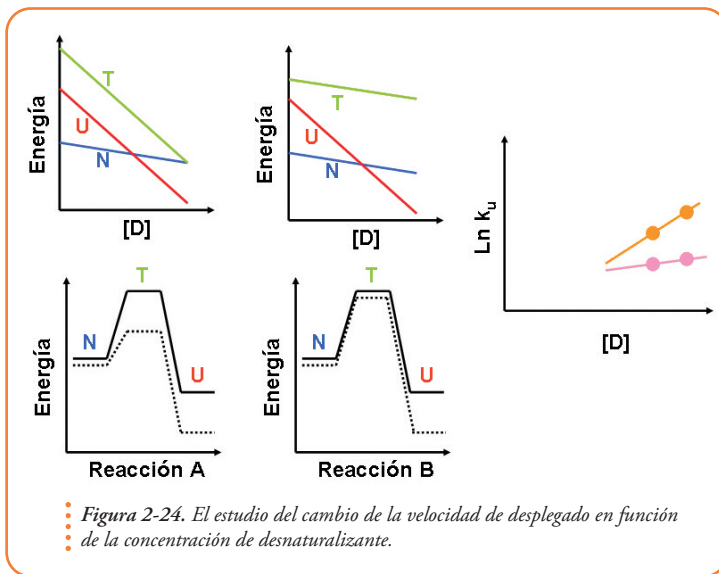 Energía
T
U
N
[D]
Energía
T
U
N
[D]
Ln ku
[D]
Energía
N
T
U
Reacción A
Energía
N
T
U
Reacción B
Figura 2-24. El estudio del cambio de la velocidad de desplegado en función
de la concentración de desnaturalizante.